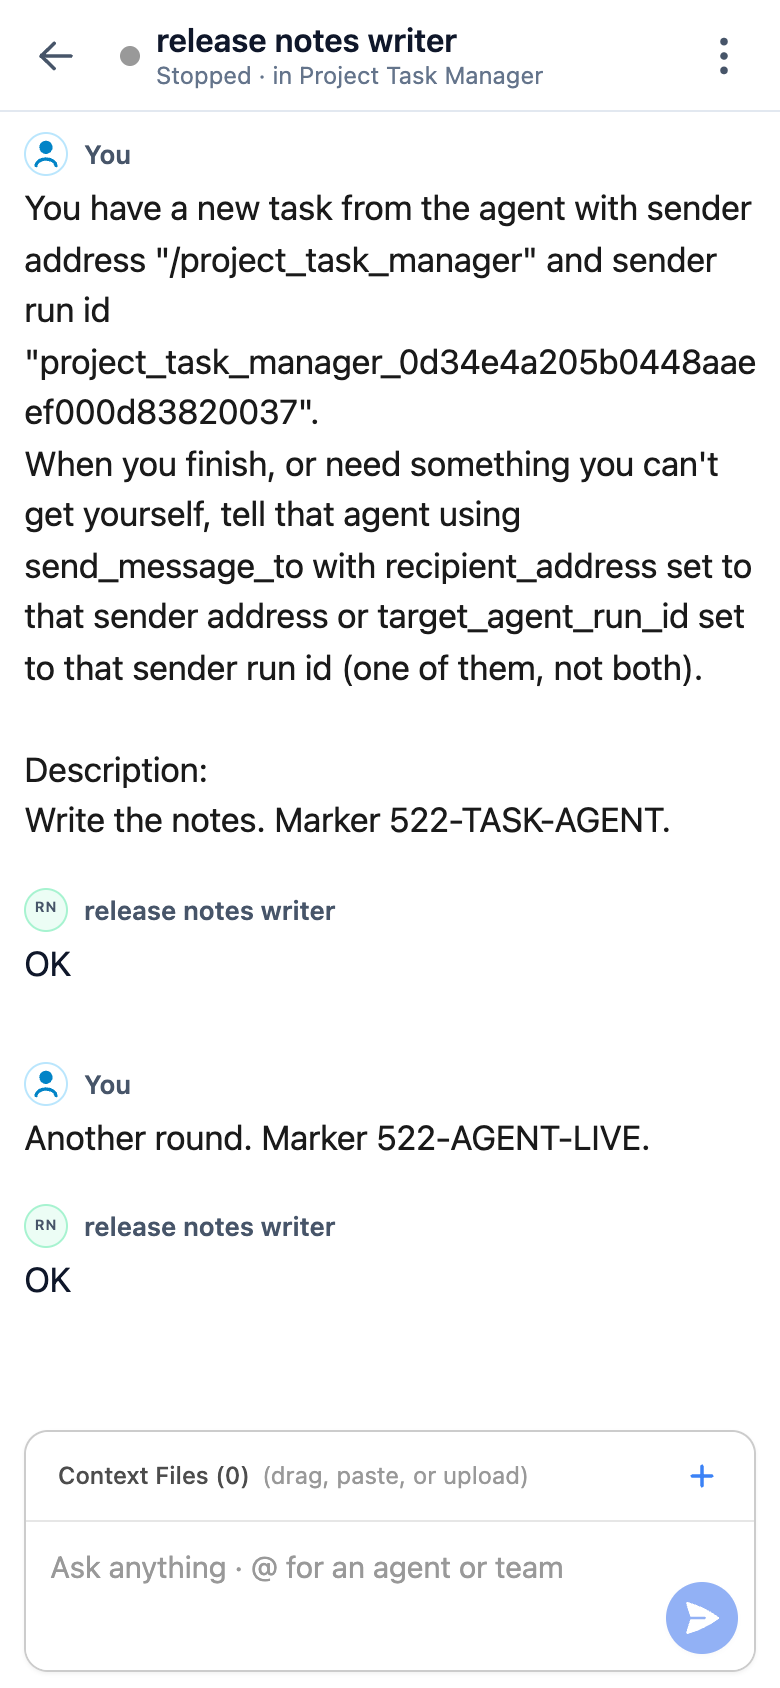 release notes writer
Stopped · in Project Task Manager
You
You have a new task from the agent with sender
address "/project_task_manager" and sender
run id
"project_task_manager_0d34e4a205b0448aae
ef000d83820037".
When you finish, or need something you can't
get yourself, tell that agent using
send_message_to with recipient_address set to
that sender address or target_agent_run_id set
to that sender run id (one of them, not both).
Description:
Write the notes. Marker 522-TASK-AGENT.
RN release notes writer
OK
You
Another round. Marker 522-AGENT-LIVE.
RN release notes writer
OK
Context Files (0) (drag, paste, or upload)
Ask anything · @ for an agent or team